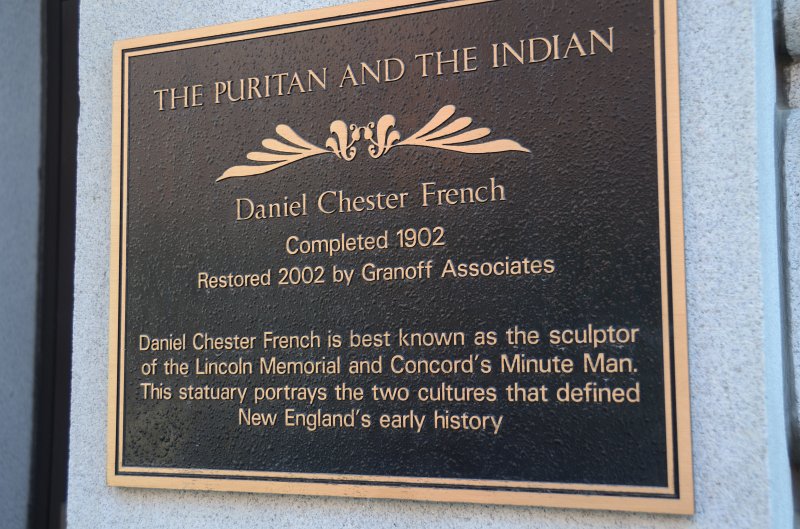 THE PURITAN AND THE INDIAN
Daniel Chester French
Completed 1902
Restored 2002 by Granoff Associates
Daniel Chester French is best known as the sculptor
of the Lincoln Memorial and Concord's Minute Man.
This statuary portrays the two cultures that defined
New England's early history